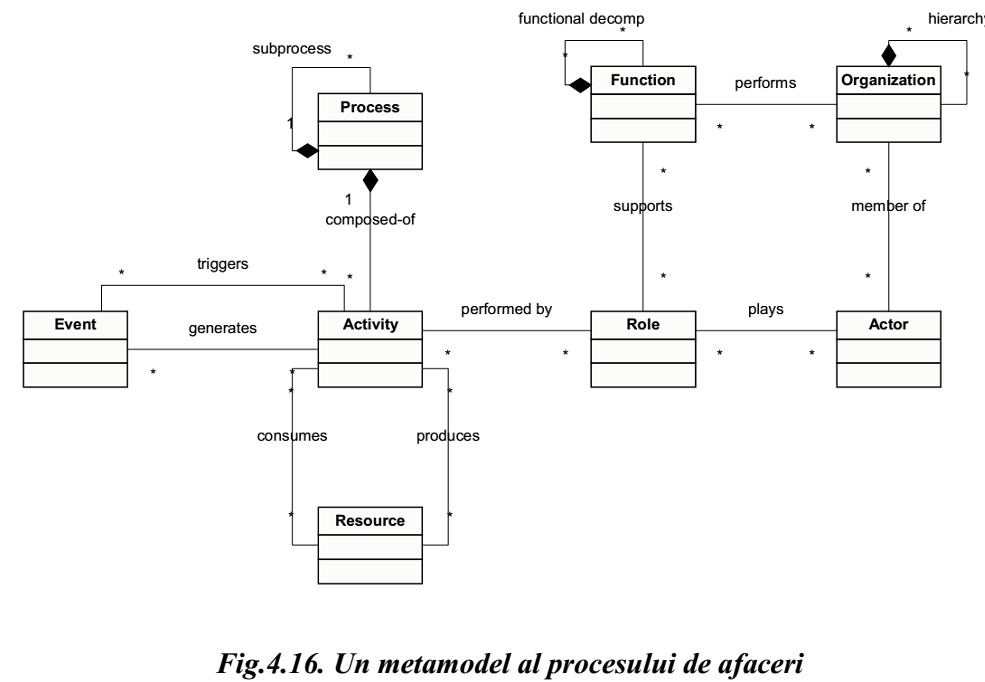 functional decomp
hierarchy
* *
subprocess
*
* *
Function
performs
Organization
Process
1
* *
* *
1
composed-of
supports
member of
triggers
* * *
* *
Event
generates
Activity
performed by
Role
plays
Actor
* * * * * *
* *
consumes
produces
* *
Resource
Fig.4.16. Un metamodel al procesului de afaceri